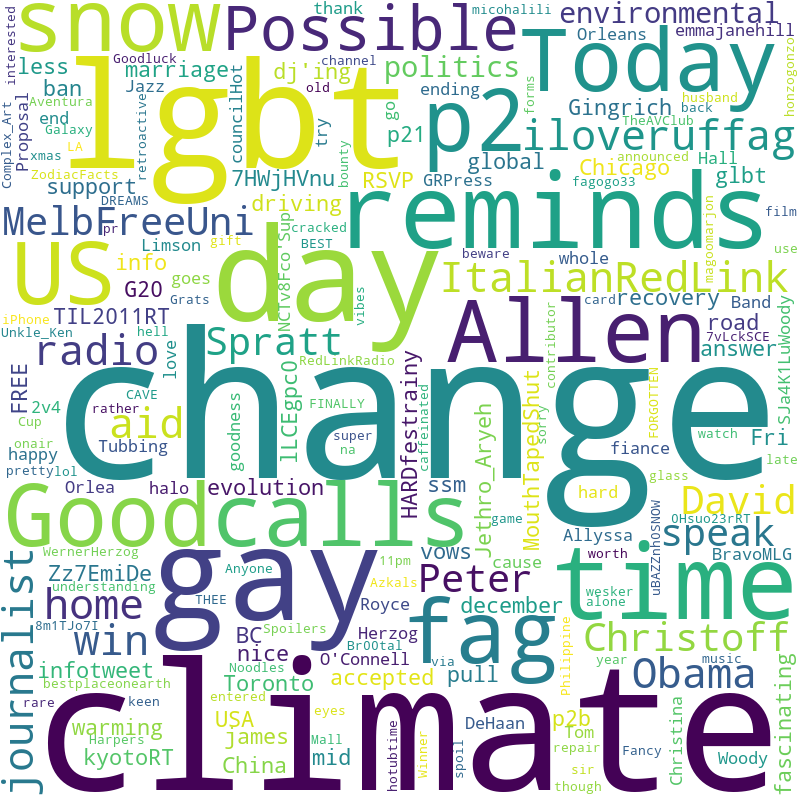 snow
Possible
environmental
Today
lgbt
p2
reminds
iloveruffag
politics
marriage
less
ban
dj'ing
thank
micohalili
Orleans
emmajanehill
Gingrich
global
Chicago
Hall
glbt
TheAVClub
announced
honzogonzo
husband
back
forms
channel
ending
go
p21
old
try
councilHot
retroactive
Jazz
Goodluck
interested
Complex_Art
Proposal
Aventura
end
Galaxy
xmas
LA
ZodiacFacts
DREAMS
support
7HWjHVnu
RSVP
GRPress
bounty
driving
fagogo33
film
MelbFreeUni
pr
Limson
gift
cracked
BEST
beware
whole
magoomarjon
use
US
day
info
G20
goes
Grats
NCTv8Fco
Sup
vibes
ItalianRedLink
card
recovery
Band
iPhone
Unkle_Ken
TIL2011RT
hell
Allen
road
7vLckSCE
answer
SJa4K1LuWoody
radio
love
Spratt
RedLinkRadio
contributor
FREE
change
CAVE
rather
FINALLY
2v4
Cup
onair
aid
Tubbing
goodness
lLCEgpcO
super
na
caffeinated
HARDfestrainy
Jethro_Aryeh
MouthTapedShut
sorry
fiance
FORGOTTEN
Fri
watch
late
happy
prettylol
Orlea
halo
evolution
ssm
hard
glass
David
Good
calls
game
OHsuo23rRT
speak
WernerHerzog
understanding
Zz7EmiDe
THEE
Anyone
11pm
Azkals
vows
cause
Allyssa
worth
uBAZZnhOSNOW
BravoMLG
journalist
home
gay
Peter
time
wesker
alone
8m1TJo7I
win
BC
nice
Spoilers
Royce
Herzog
BrOOtal
O'Connell
fag
december
Christoff
year
music
infotweet
bestplaceonearth
Toronto
Noodles
via
pull
Philippine
Obama
rare
keen
entered
accepted
warming
USA
james
Mall
eyes
mid
hotubtime
Winner
DeHaan
spoil
p2b
Tom
repair
sir
though
Fancy
Christina
Woody
fascinating
Harpers
kyotoRT
China
climate